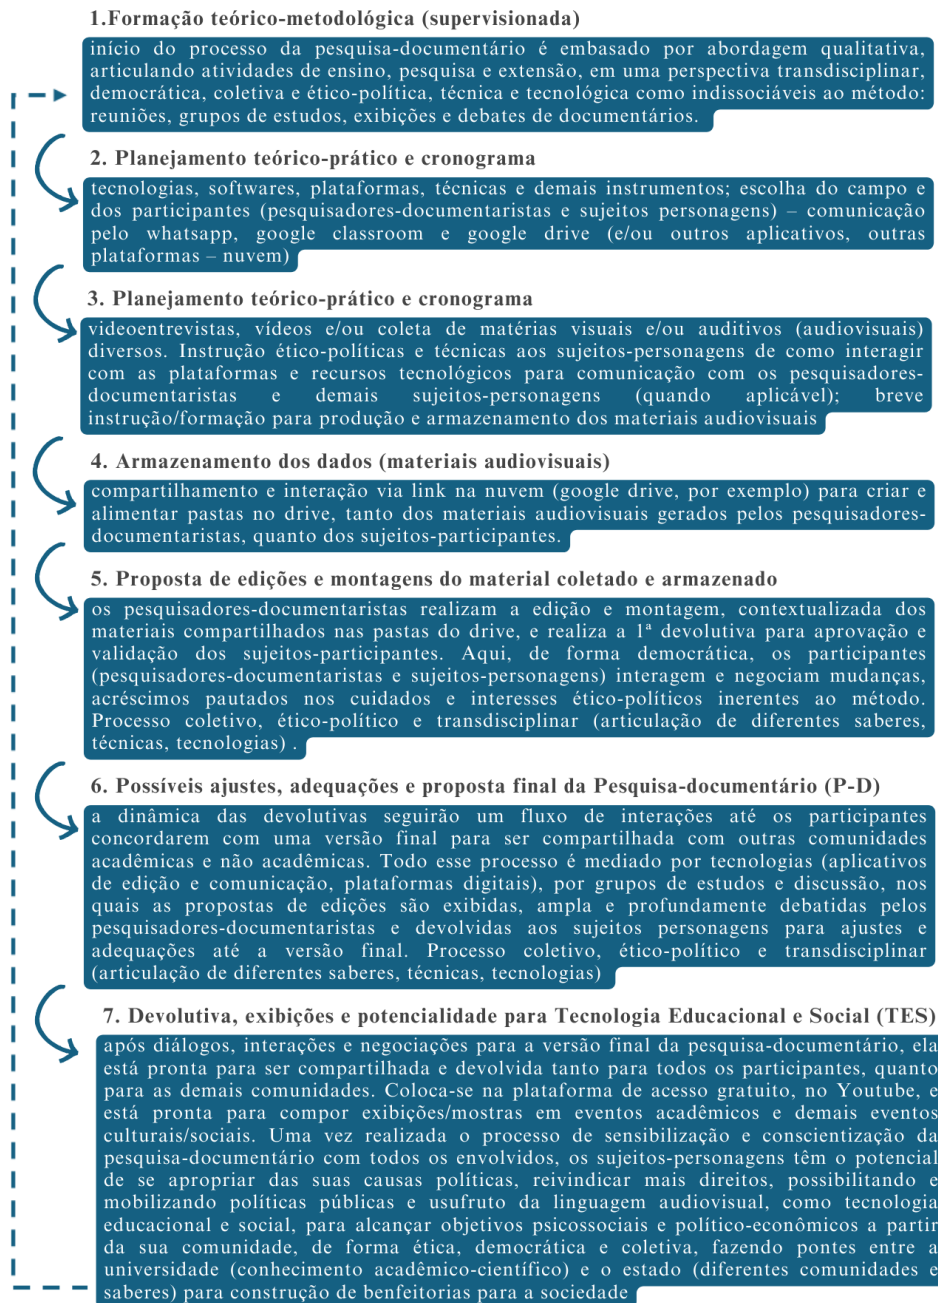 1.Formação teórico-metodológica (supervisionada)
início do processo da pesquisa-documentário é embasado por abordagem qualitativa,
articulando atividades de ensino, pesquisa e extensão, em uma perspectiva transdisciplinar,
democrática, coletiva e ético-política, técnica e tecnológica como indissociáveis ao método:
reuniões, grupos de estudos, exibições e debates de documentários.
2. Planejamento teórico-prático e cronograma
tecnologias, softwares, plataformas, técnicas e demais instrumentos; escolha do campo e
dos participantes (pesquisadores-documentaristas e sujeitos personagens) – comunicação
pelo whatsapp, google classroom e google drive (e/ou outros aplicativos, outras
plataformas – nuvem)
3. Planejamento teórico-prático e cronograma
videoentrevistas, vídeos e/ou coleta de matérias visuais e/ou auditivos (audiovisuais)
diversos. Instrução ético-políticas e técnicas aos sujeitos-personagens de como interagir
com as plataformas e recursos tecnológicos para comunicação com os pesquisadores-
documentaristas e demais sujeitos-personagens (quando aplicável); breve
instrução/formação para produção e armazenamento dos materiais audiovisuais
4. Armazenamento dos dados (materiais audiovisuais)
compartilhamento e interação via link na nuvem (google drive, por exemplo) para criar e
alimentar pastas no drive, tanto dos materiais audiovisuais gerados pelos pesquisadores-
documentaristas, quanto dos sujeitos-participantes.
5. Proposta de edições e montagens do material coletado e armazenado
os pesquisadores-documentaristas realizam a edição e montagem, contextualizada dos
materiais compartilhados nas pastas do drive, e realiza a 1ª devolutiva para aprovação e
validação dos sujeitos-participantes. Aqui, de forma democrática, os participantes
(pesquisadores-documentaristas e sujeitos-personagens) interagem e negociam mudanças,
acréscimos pautados nos cuidados e interesses ético-políticos inerentes ao método.
Processo coletivo, ético-político e transdisciplinar (articulação de diferentes saberes,
técnicas, tecnologias) .
6. Possíveis ajustes, adequações e proposta final da Pesquisa-documentário (P-D)
a dinâmica das devolutivas seguirão um fluxo de interações até os participantes
concordarem com uma versão final para ser compartilhada com outras comunidades
acadêmicas e não acadêmicas. Todo esse processo é mediado por tecnologias (aplicativos
de edição e comunicação, plataformas digitais), por grupos de estudos e discussão, nos
quais as propostas de edições são exibidas, ampla e profundamente debatidas pelos
pesquisadores-documentaristas e devolvidas aos sujeitos personagens para ajustes e
adequações até a versão final. Processo coletivo, ético-político e transdisciplinar
(articulação de diferentes saberes, técnicas, tecnologias)
7. Devolutiva, exibições e potencialidade para Tecnologia Educacional e Social (TES)
após diálogos, interações e negociações para a versão final da pesquisa-documentário, ela
está pronta para ser compartilhada e devolvida tanto para todos os participantes, quanto
para as demais comunidades. Coloca-se na plataforma de acesso gratuito, no Youtube, e
está pronta para compor exibições/mostras em eventos acadêmicos e demais eventos
culturais/sociais. Uma vez realizada o processo de sensibilização e conscientização da
pesquisa-documentário com todos os envolvidos, os sujeitos-personagens têm o potencial
de se apropriar das suas causas políticas, reivindicar mais direitos, possibilitando e
mobilizando políticas públicas e usufruto da linguagem audiovisual, como tecnologia
educacional e social, para alcançar objetivos psicossociais e político-econômicos a partir
da sua comunidade, de forma ética, democrática e coletiva, fazendo pontes entre a
universidade (conhecimento acadêmico-científico) e o estado (diferentes comunidades e
saberes) para construção de benfeitorias para a sociedade